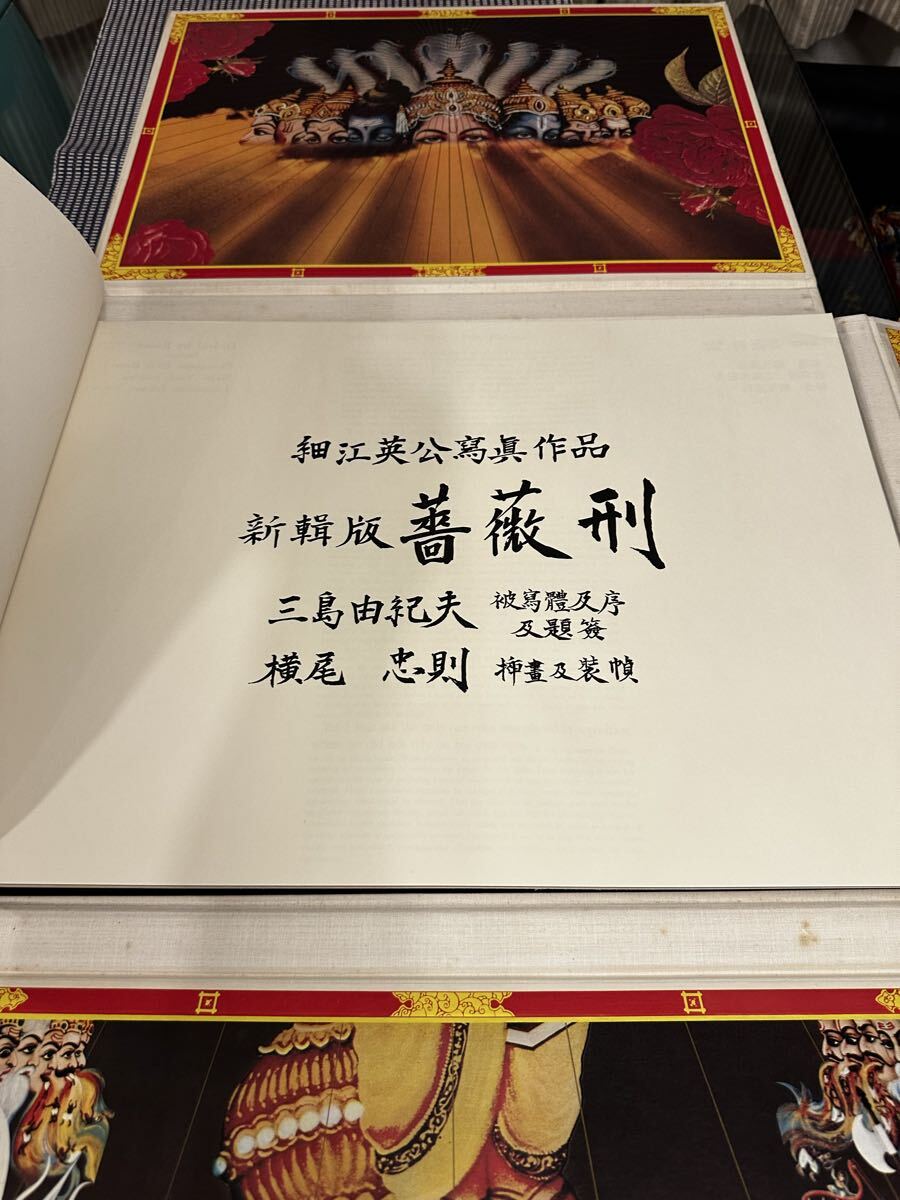 細江英公寫眞作品
新輯版 薔薇刑
三島由紀夫 被寫體及序
及題簽
横尾 忠則 挿畫及装幀